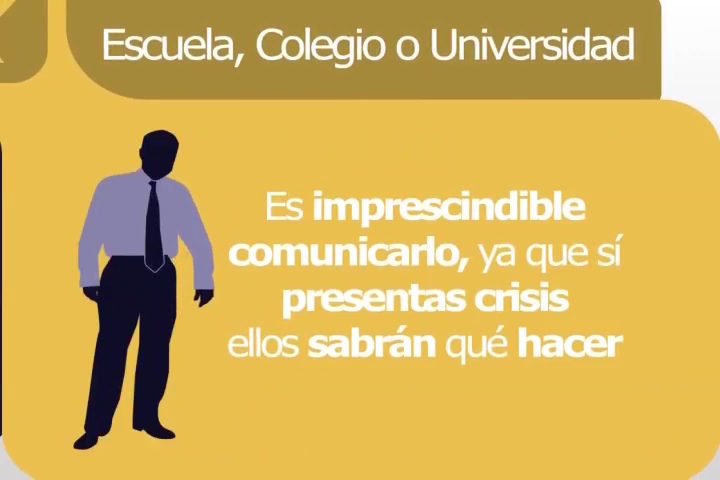 Escuela, Colegio o Universidad
Es imprescindible
comunicarlo, ya que sí
presentas crisis
ellos sabrán qué hacer